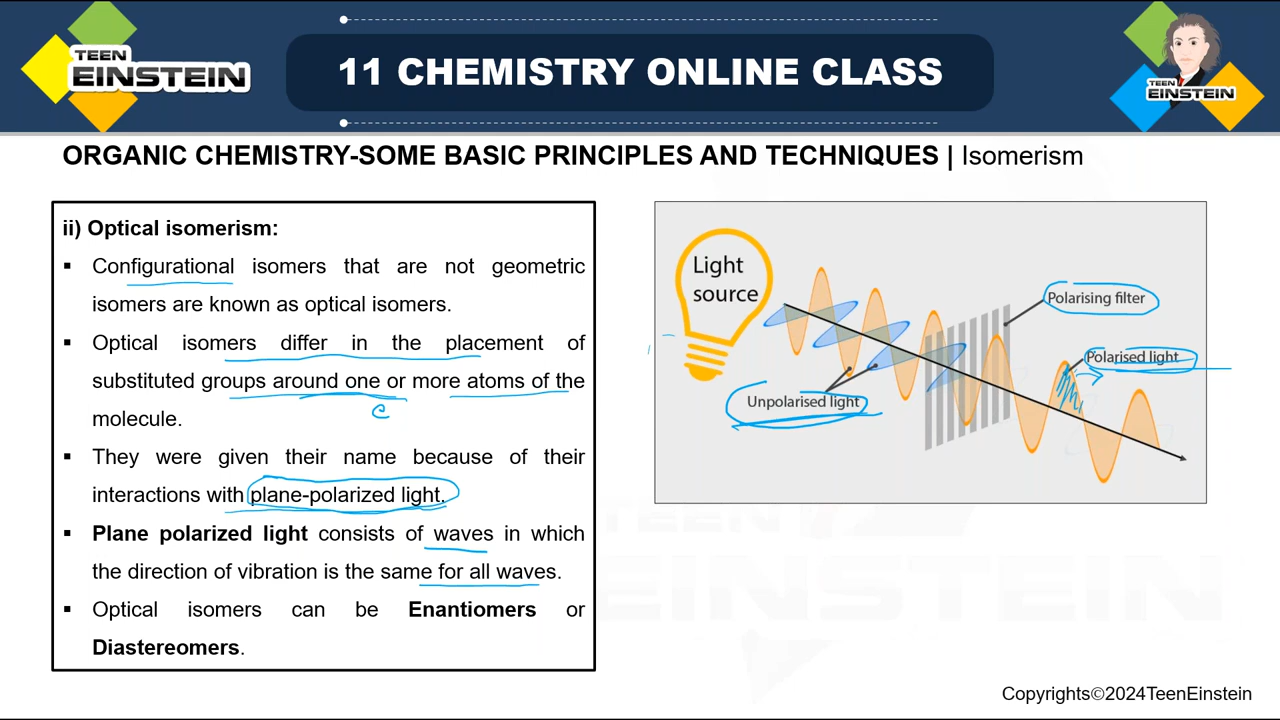 TEEN
EINSTEIN
11 CHEMISTRY ONLINE CLASS
TEEN
EINSTEIN
ORGANIC CHEMISTRY-SOME BASIC PRINCIPLES AND TECHNIQUES | Isomerism
ii) Optical isomerism:
▪ Configurational isomers that are not geometric
isomers are known as optical isomers.
▪ Optical isomers differ in the placement of
substituted groups around one or more atoms of the
molecule.
▪ They were given their name because of their
interactions with plane-polarized light.
▪ Plane polarized light consists of waves in which
the direction of vibration is the same for all waves.
▪ Optical isomers can be Enantiomers or
Diastereomers.
Light
source
Polarising filter
Polarised light
Unpolarised light
TEEN
EINSTEIN
Copyrights©2024TeenEinstein